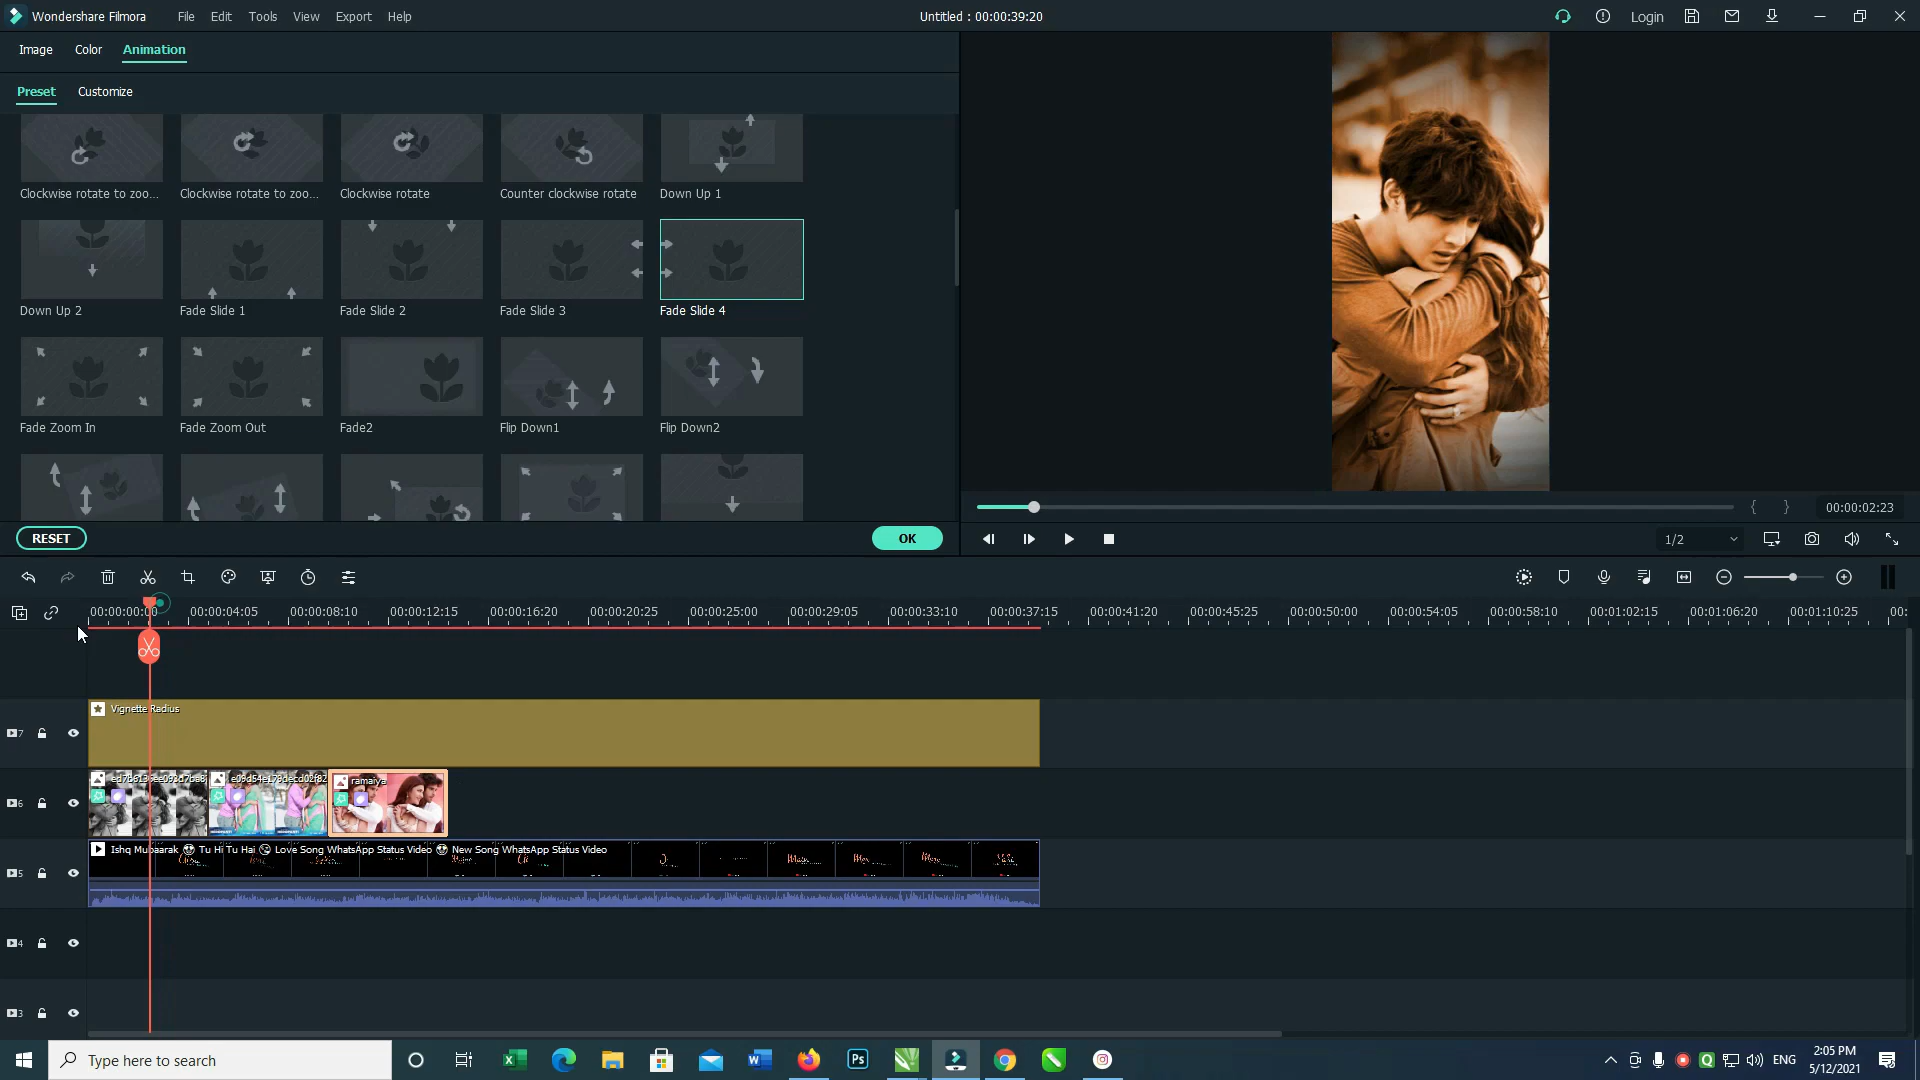 Wondershare Filmora File Edit Tools View Export Help Untitled : 00:00:39:20 Login
Image Color Animation
Preset Customize
Clockwise rotate to zoo... Clockwise rotate to zoo... Clockwise rotate Counter clockwise rotate Down Up 1
Down Up 2 Fade Slide 1 Fade Slide 2 Fade Slide 3 Fade Slide 4
Fade Zoom In Fade Zoom Out Fade2 Flip Down1 Flip Down2
{ } 00:00:02:23
RESET OK
1/2
00:00:00:00 00:00:04:05 00:00:08:10 00:00:12:15 00:00:16:20 00:00:20:25 00:00:25:00 00:00:29:05 00:00:33:10 00:00:37:15 00:00:41:20 00:00:45:25 00:00:50:00 00:00:54:05 00:00:58:10 00:01:02:15 00:01:06:20 00:01:10:25 00:
Vignette Radius
7
ramaiya
6
Ishq Mubaarak 😍 Tu Hi Tu Hai 😘 Love Song WhatsApp Status Video 😍 New Song WhatsApp Status Video
5
4
3
Type here to search
Ps
ENG
2:05 PM
5/12/2021